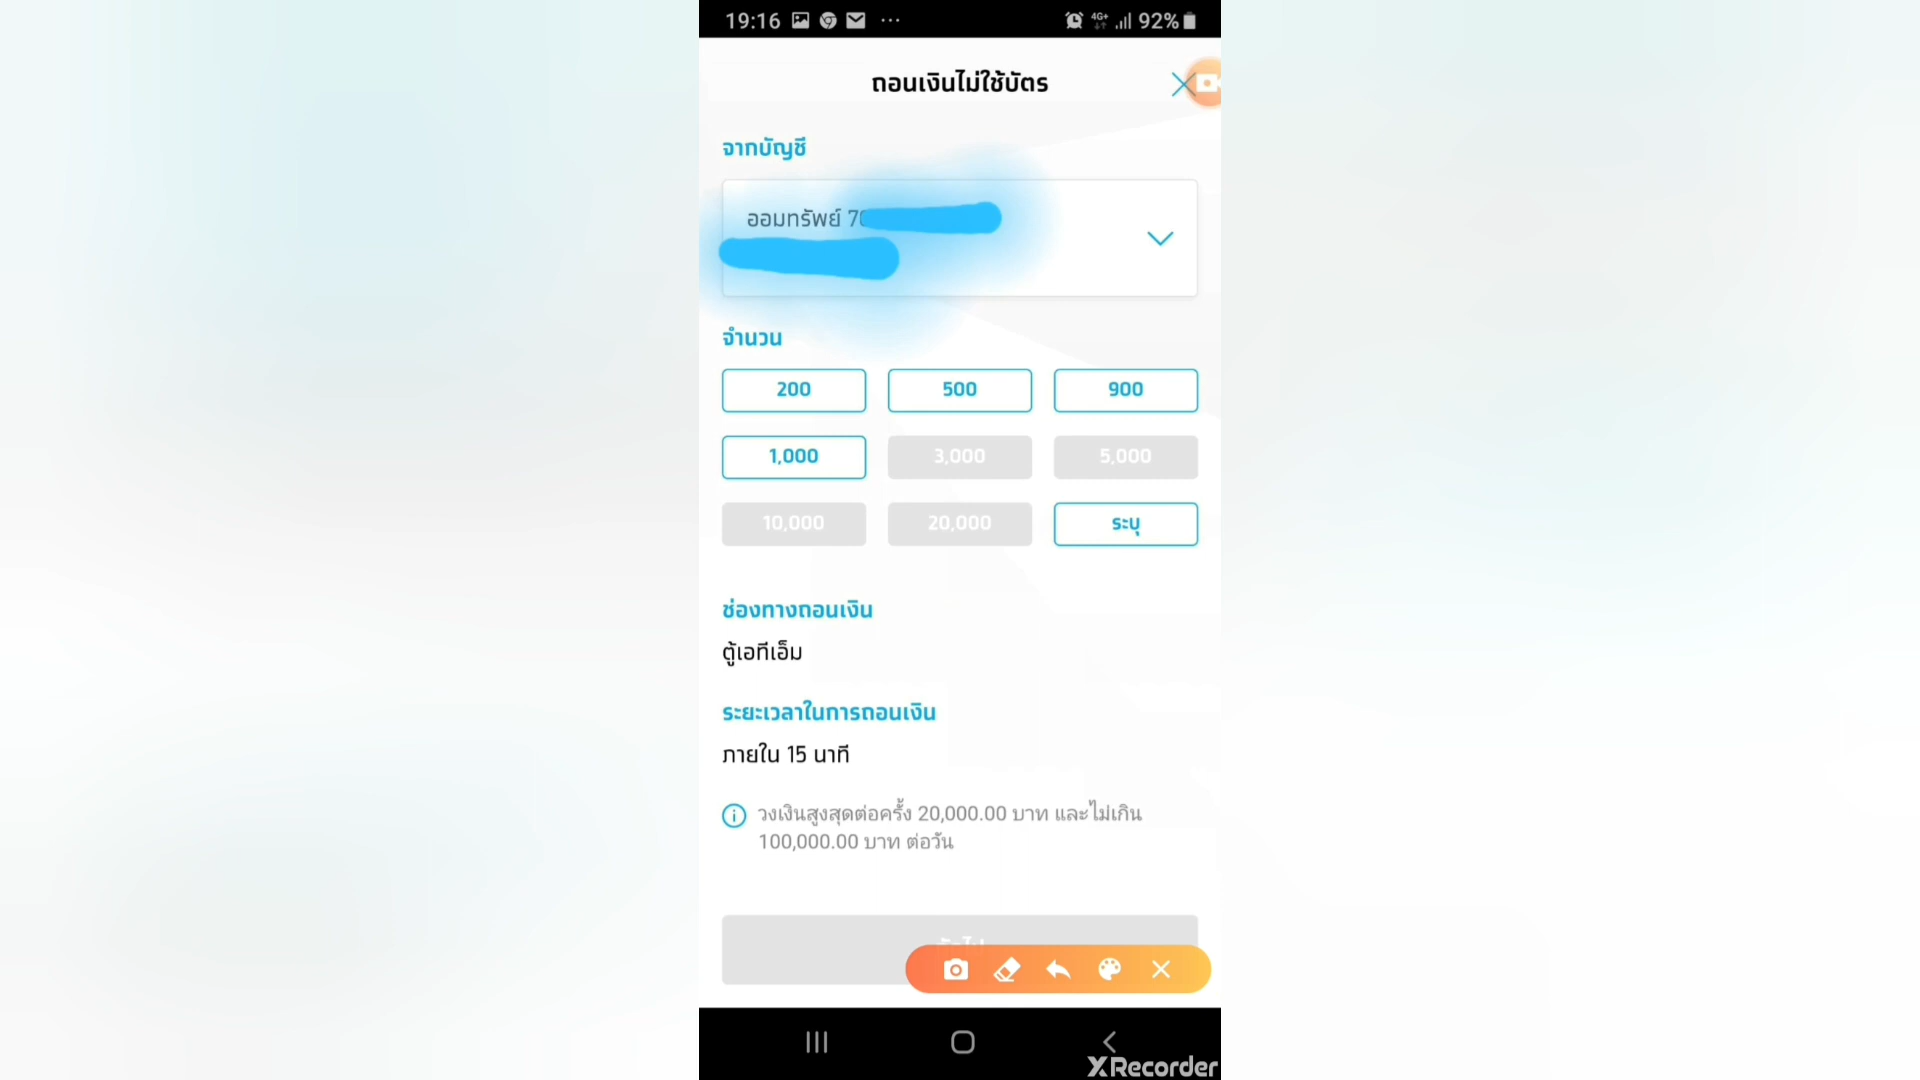 19:16
4G+ 92%
ถอนเงินไม่ใช้บัตร
จากบัญชี
ออมทรัพย์
จำนวน
200 500 900
1,000 3,000 5,000
10,000 20,000 ระบุ
ช่องทางถอนเงิน
ตู้เอทีเอ็ม
ระยะเวลาในการถอนเงิน
ภายใน 15 นาที
วงเงินสูงสุดต่อครั้ง 20,000.00 บาท และไม่เกิน
100,000.00 บาท ต่อวัน
XRecorder